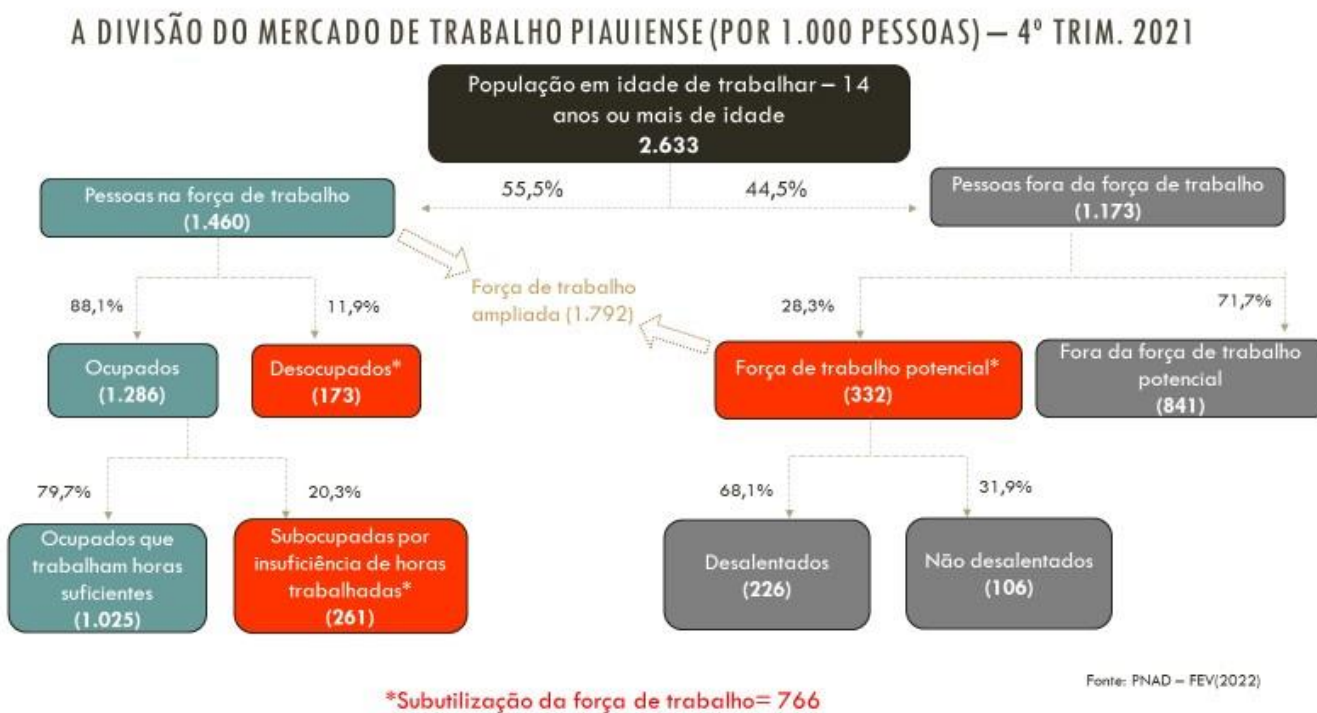 A DIVISÃO DO MERCADO DE TRABALHO PIAUIENSE (POR 1.000 PESSOAS) – 4º TRIM. 2021
População em idade de trabalhar – 14
anos ou mais de idade
2.633
55,5%
44,5%
Pessoas na força de trabalho
(1.460)
Pessoas fora da força de trabalho
(1.173)
Força de trabalho
ampliada (1.792)
88,1%
11,9%
28,3%
71,7%
Ocupados
(1.286)
Desocupados*
(173)
Força de trabalho potencial*
(332)
Fora da força de trabalho
potencial
(841)
79,7%
20,3%
68,1%
31,9%
Ocupados que
trabalham horas
suficientes
(1.025)
Subocupadas por
insuficiência de horas
trabalhadas*
(261)
Desalentados
(226)
Não desalentados
(106)
Fonte: PNAD – FEV(2022)
*Subutilização da força de trabalho= 766